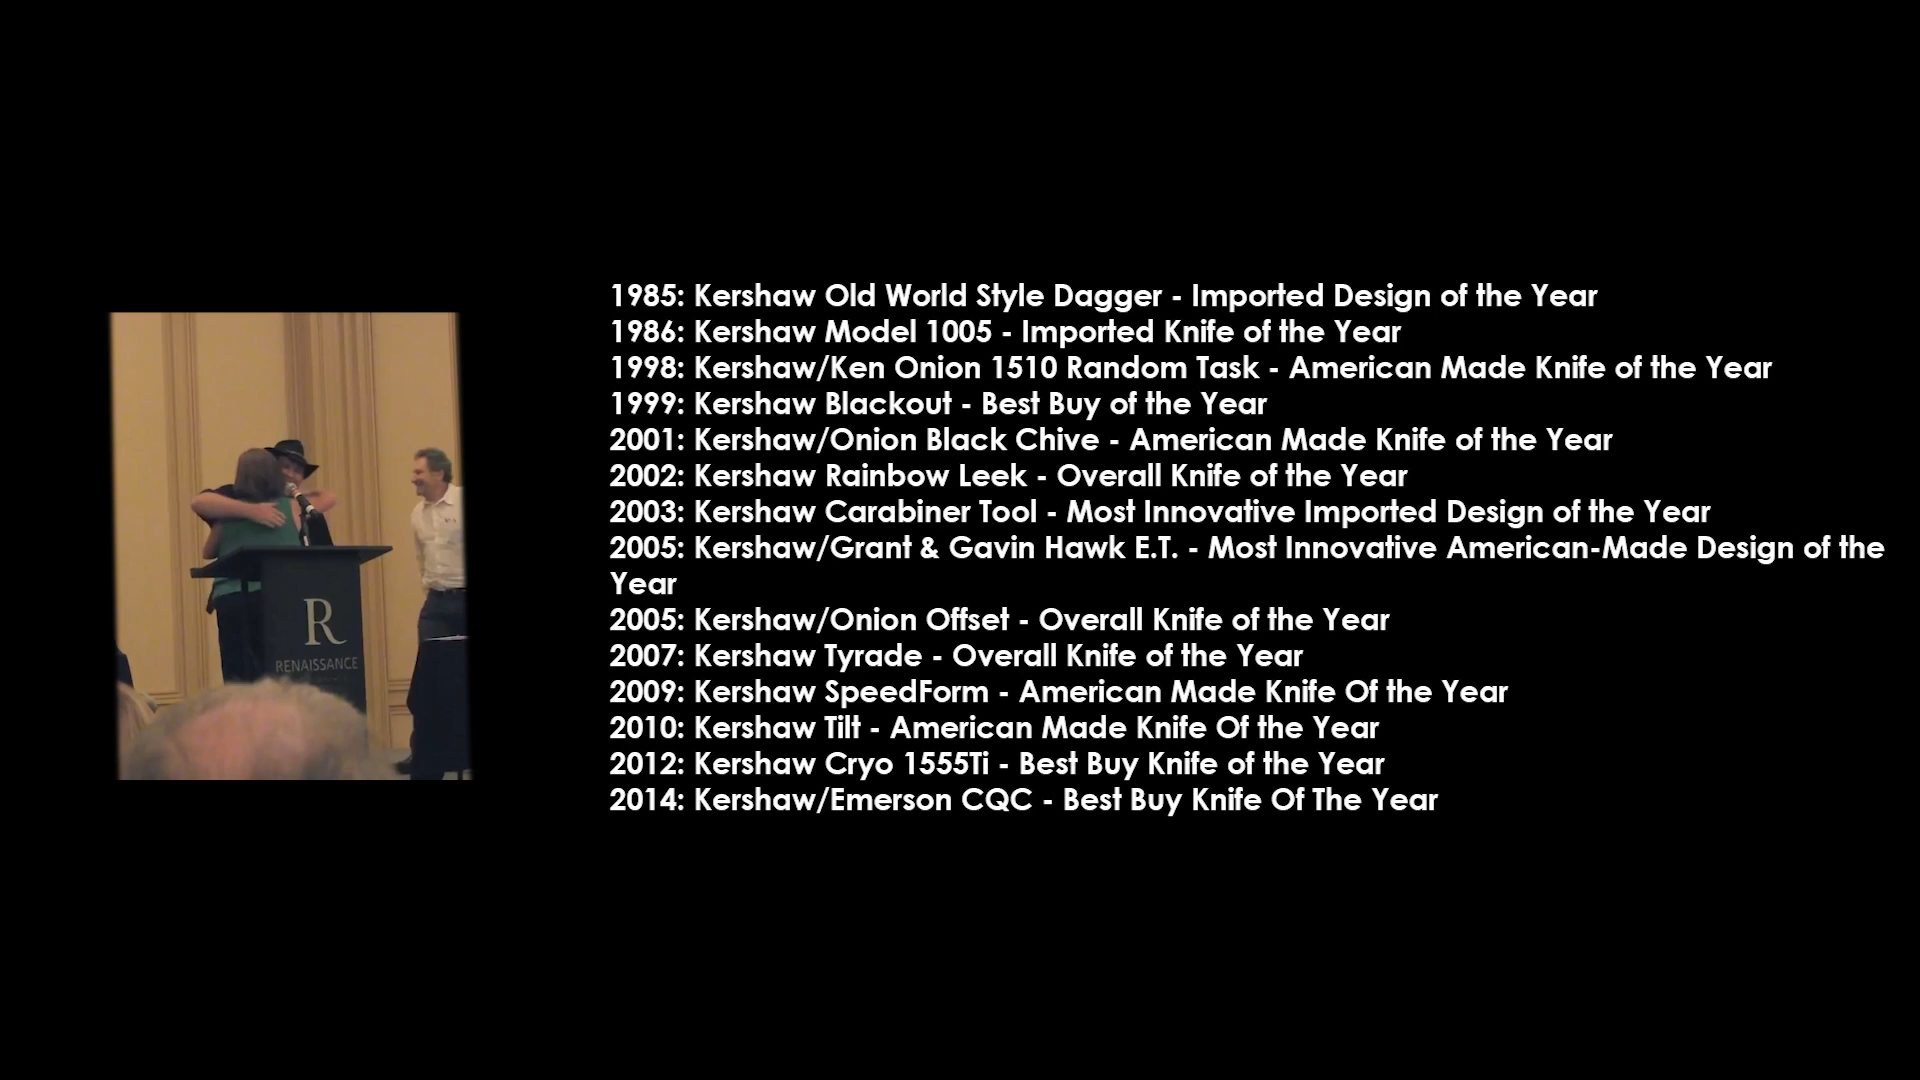 1985: Kershaw Old World Style Dagger - Imported Design of the Year
1986: Kershaw Model 1005 - Imported Knife of the Year
1998: Kershaw/Ken Onion 1510 Random Task - American Made Knife of the Year
1999: Kershaw Blackout - Best Buy of the Year
2001: Kershaw/Onion Black Chive - American Made Knife of the Year
2002: Kershaw Rainbow Leek - Overall Knife of the Year
2003: Kershaw Carabiner Tool - Most Innovative Imported Design of the Year
2005: Kershaw/Grant & Gavin Hawk E.T. - Most Innovative American-Made Design of the
Year
2005: Kershaw/Onion Offset - Overall Knife of the Year
2007: Kershaw Tyrade - Overall Knife of the Year
2009: Kershaw SpeedForm - American Made Knife Of the Year
2010: Kershaw Tilt - American Made Knife Of the Year
2012: Kershaw Cryo 1555Ti - Best Buy Knife of the Year
2014: Kershaw/Emerson CQC - Best Buy Knife Of The Year
R
RENAISSANCE